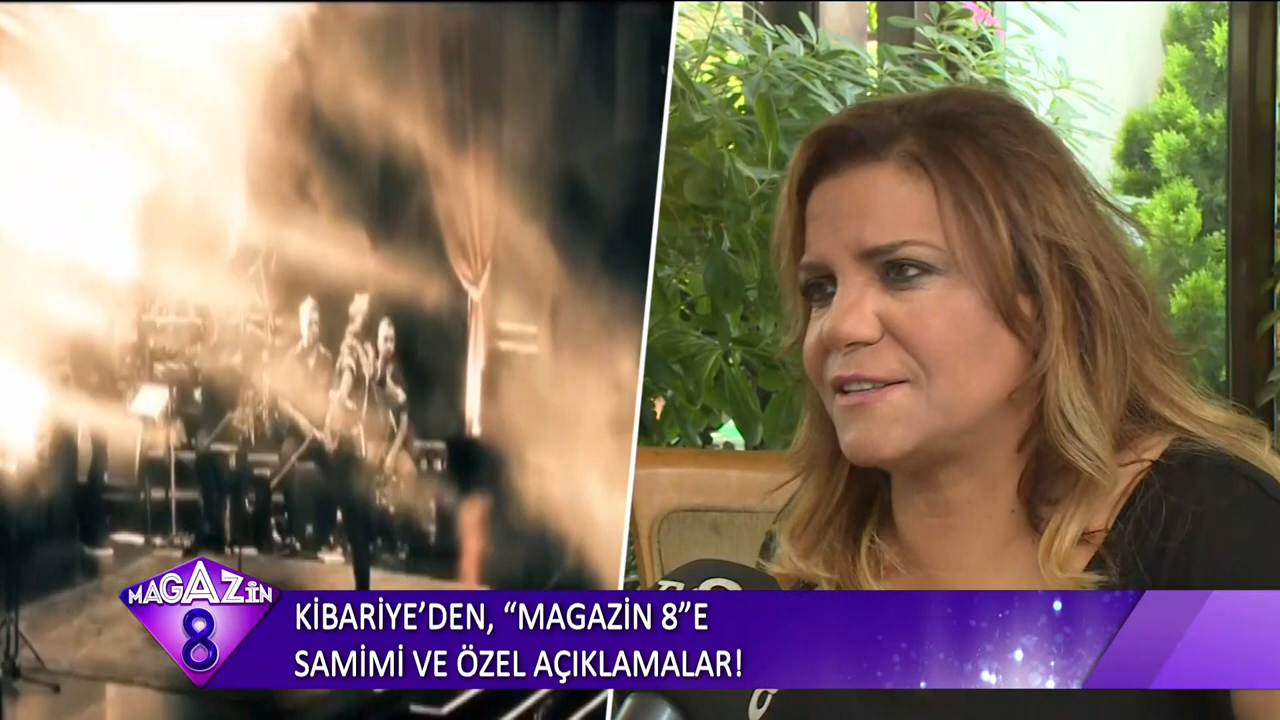 MAGAZİN
8
KİBARİYE’DEN, “MAGAZİN 8”E
SAMİMİ VE ÖZEL AÇIKLAMALAR!